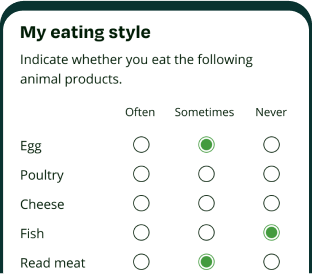 My eating style
Indicate whether you eat the following
animal products.
Often Sometimes Never
Egg
Poultry
Cheese
Fish
Read meat